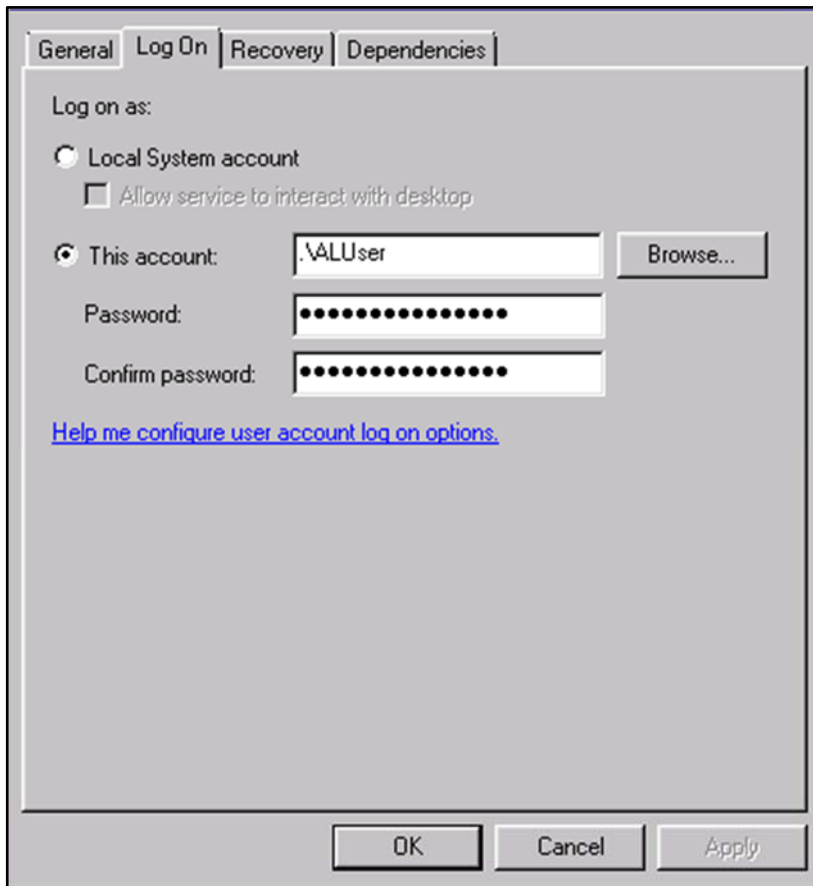 General Log On Recovery Dependencies
Log on as:
Local System account
Allow service to interact with desktop
This account: .\ALUser Browse...
Password: ●●●●●●●●●●●●●●●
Confirm password: ●●●●●●●●●●●●●●●
Help me configure user account log on options.
OK Cancel Apply